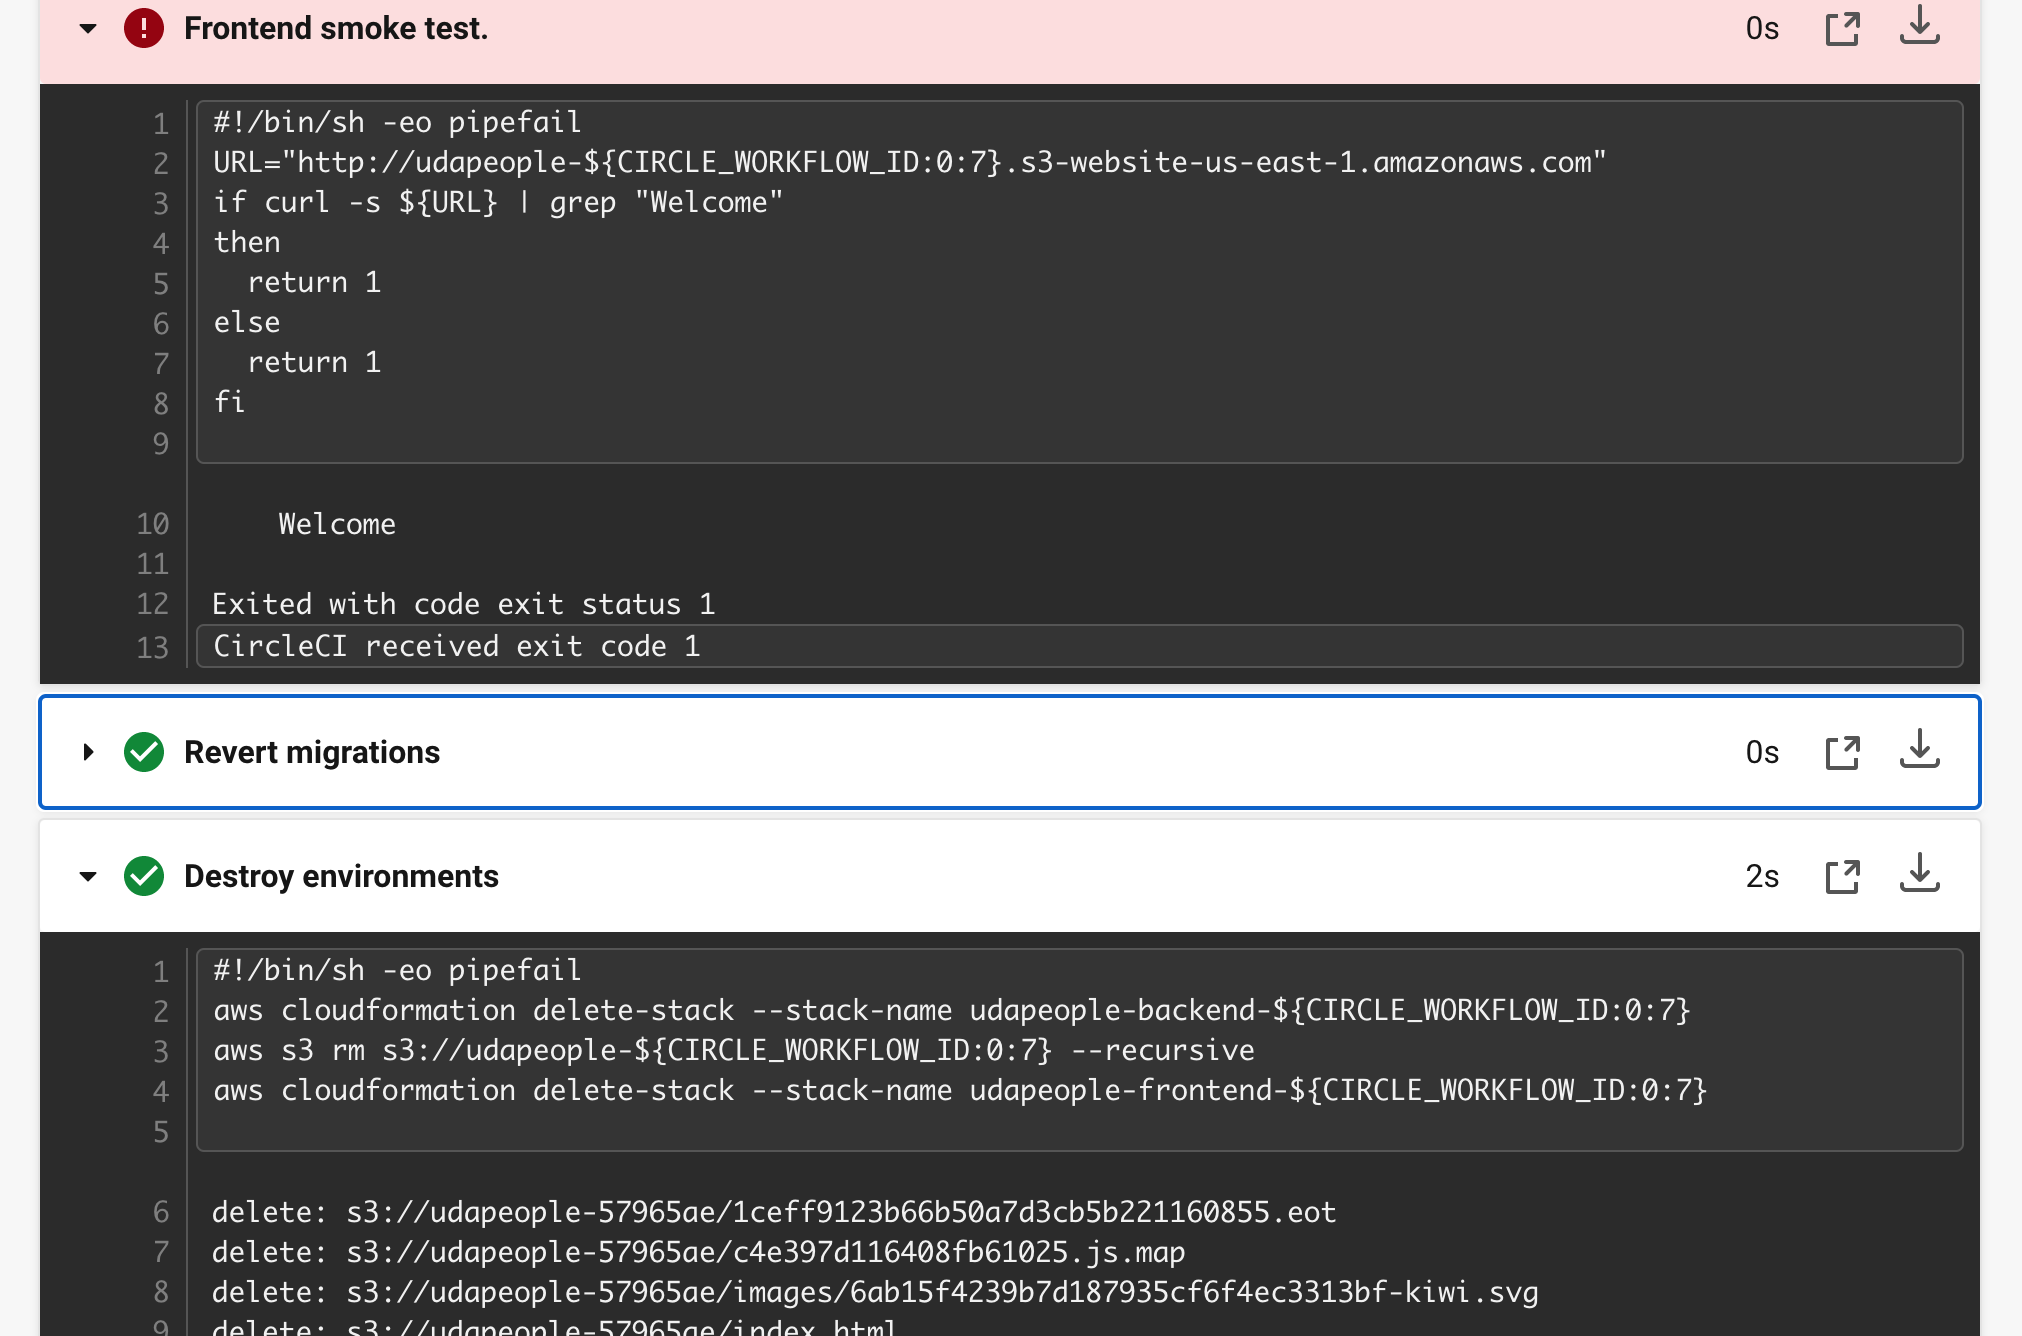 Frontend smoke test.
0s
1 #!/bin/sh -eo pipefail
2 URL="http://udapeople-${CIRCLE_WORKFLOW_ID:0:7}.s3-website-us-east-1.amazonaws.com"
3 if curl -s ${URL} | grep "Welcome"
4 then
5   return 1
6 else
7   return 1
8 fi
9
10     Welcome
11
12 Exited with code exit status 1
13 CircleCI received exit code 1
Revert migrations
0s
Destroy environments
2s
1 #!/bin/sh -eo pipefail
2 aws cloudformation delete-stack --stack-name udapeople-backend-${CIRCLE_WORKFLOW_ID:0:7}
3 aws s3 rm s3://udapeople-${CIRCLE_WORKFLOW_ID:0:7} --recursive
4 aws cloudformation delete-stack --stack-name udapeople-frontend-${CIRCLE_WORKFLOW_ID:0:7}
5
6 delete: s3://udapeople-57965ae/1ceff9123b66b50a7d3cb5b221160855.eot
7 delete: s3://udapeople-57965ae/c4e397d116408fb61025.js.map
8 delete: s3://udapeople-57965ae/images/6ab15f4239b7d187935cf6f4ec3313bf-kiwi.svg
9 delete: s3://udapeople-57965ae/index.html